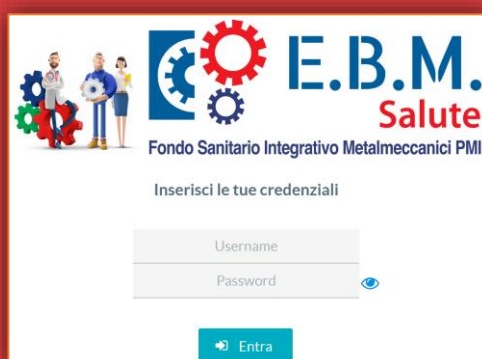 E.B.M.
Salute
Fondo Sanitario Integrativo Metalmeccanici PMI
Inserisci le tue credenziali
Username
Password
Entra